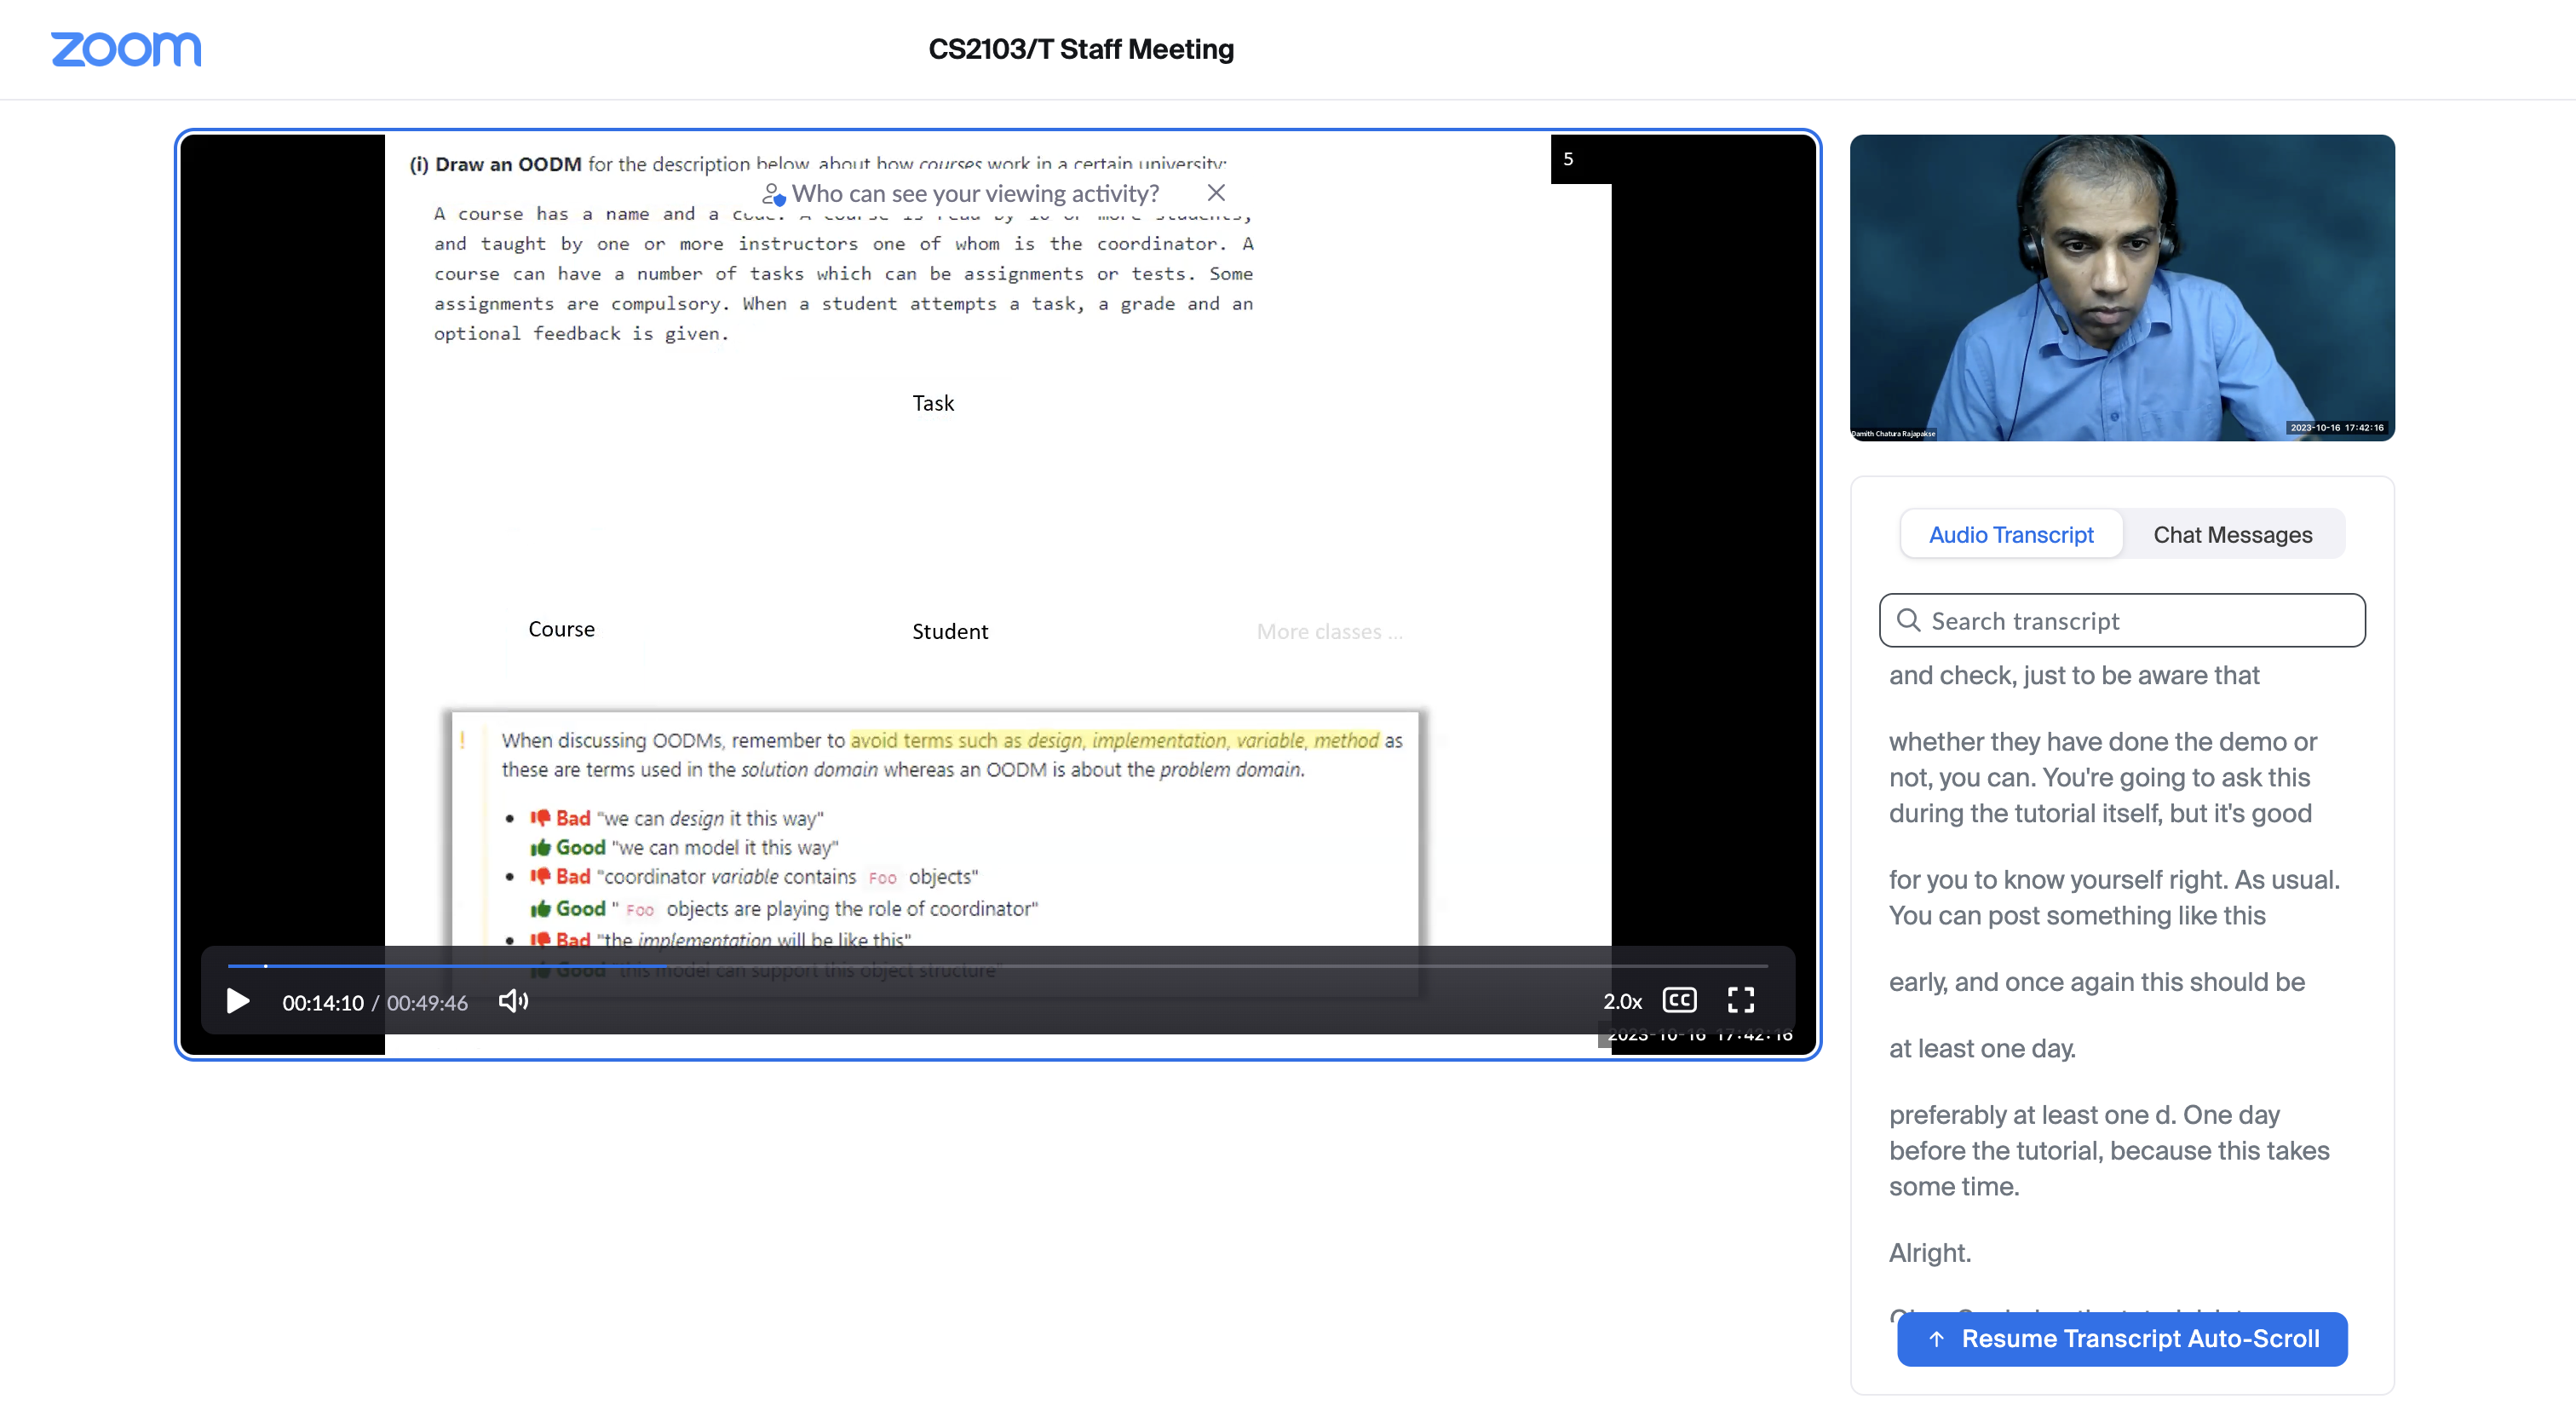 zoom
CS2103/T Staff Meeting
(i) Draw an OODM for the description below, about how courses work in a certain university:
5
Who can see your viewing activity?
A course has a name and a code. A course is read by 10 or more students,
and taught by one or more instructors one of whom is the coordinator. A
course can have a number of tasks which can be assignments or tests. Some
assignments are compulsory. When a student attempts a task, a grade and an
optional feedback is given.
Task
Course
Student
More classes ...
! When discussing OODMs, remember to avoid terms such as design, implementation, variable, method as
these are terms used in the solution domain whereas an OODM is about the problem domain.
• Bad "we can design it this way"
Good "we can model it this way"
• Bad "coordinator variable contains Foo objects"
Good " Foo objects are playing the role of coordinator"
• Bad "the implementation will be like this"
Good "this model can support this object structure"
00:14:10 / 00:49:46
2.0x
CC
2023-10-16 17:42:16
Damith Chatura Rajapakse
2023-10-16 17:42:16
Audio Transcript
Chat Messages
Search transcript
and check, just to be aware that
whether they have done the demo or
not, you can. You're going to ask this
during the tutorial itself, but it's good
for you to know yourself right. As usual.
You can post something like this
early, and once again this should be
at least one day.
preferably at least one d. One day
before the tutorial, because this takes
some time.
Alright.
Resume Transcript Auto-Scroll